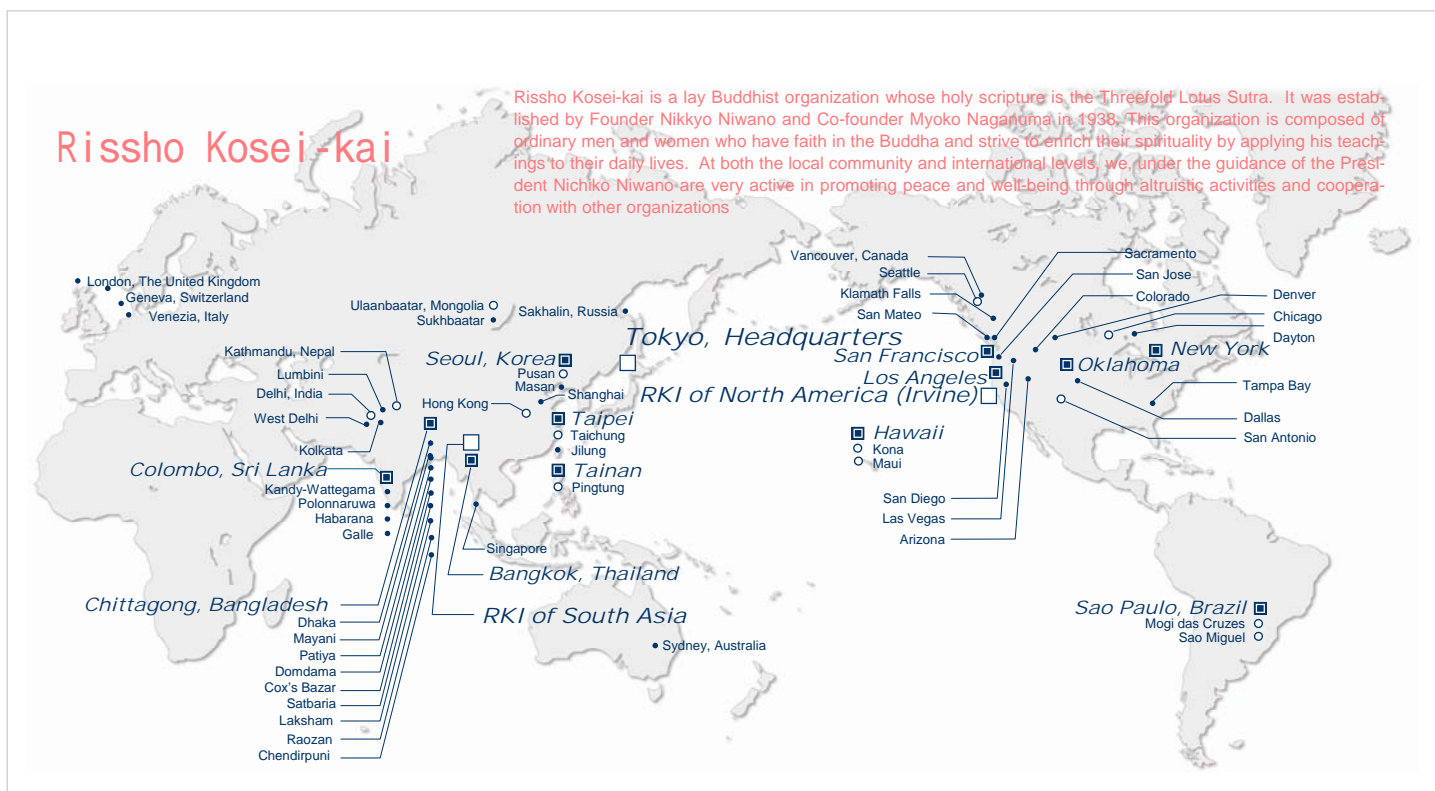 Rissho Kosei-kai is a lay Buddhist organization whose holy scripture is the Threefold Lotus Sutra. It was estab-
lished by Founder Nikkyo Niwano and Co-founder Myoko Naganuma in 1938. This organization is composed of
ordinary men and women who have faith in the Buddha and strive to enrich their spirituality by applying his teach-
ings to their daily lives. At both the local community and international levels, we, under the guidance of the Presi-
dent Nichiko Niwano are very active in promoting peace and well-being through altruistic activities and coopera-
tion with other organizations
Rissho Kosei-kai
London, The United Kingdom
Geneva, Switzerland
Venezia, Italy
Ulaanbaatar, Mongolia
Sukhbaatar
Sakhalin, Russia
Tokyo, Headquarters
Kathmandu, Nepal
Lumbini
Delhi, India
West Delhi
Kolkata
Seoul, Korea
Pusan
Masan
Shanghai
Hong Kong
RKI of North America (Irvine)
Taipei
Taichung
Jilung
Tainan
Pingtung
Colombo, Sri Lanka
Kandy-Wattegama
Polonnaruwa
Habarana
Galle
Singapore
Bangkok, Thailand
RKI of South Asia
Chittagong, Bangladesh
Dhaka
Mayani
Patiya
Domdama
Cox's Bazar
Satbaria
Laksham
Raozan
Chendirpuni
Sydney, Australia
Vancouver, Canada
Seattle
Klamath Falls
San Mateo
San Francisco
Los Angeles
Sacramento
San Jose
Colorado
Denver
Chicago
Dayton
New York
Oklahoma
Tampa Bay
Dallas
San Antonio
Hawaii
Kona
Maui
San Diego
Las Vegas
Arizona
Sao Paulo, Brazil
Mogi das Cruzes
Sao Miguel